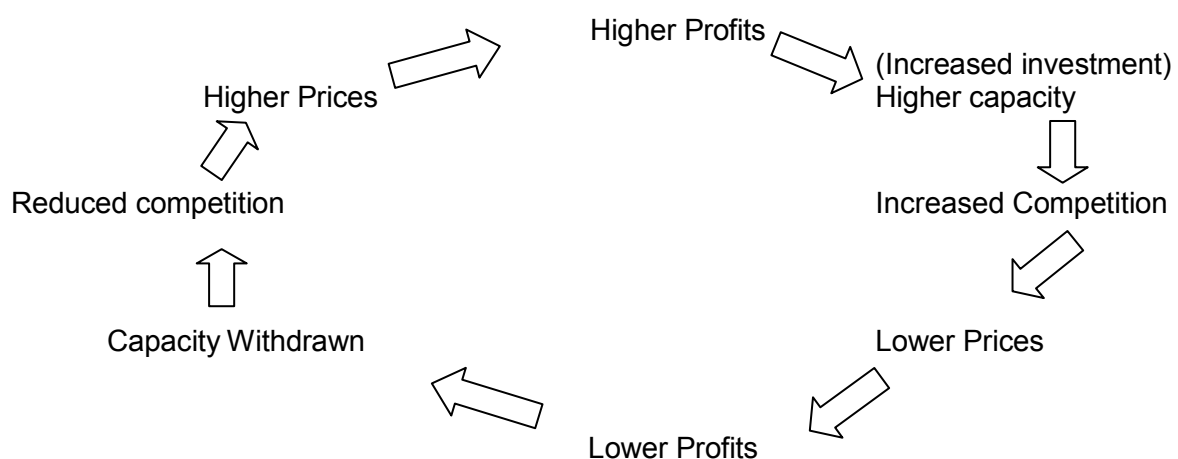 Higher Profits
(Increased investment)
Higher capacity
Increased Competition
Lower Prices
Lower Profits
Capacity Withdrawn
Reduced competition
Higher Prices